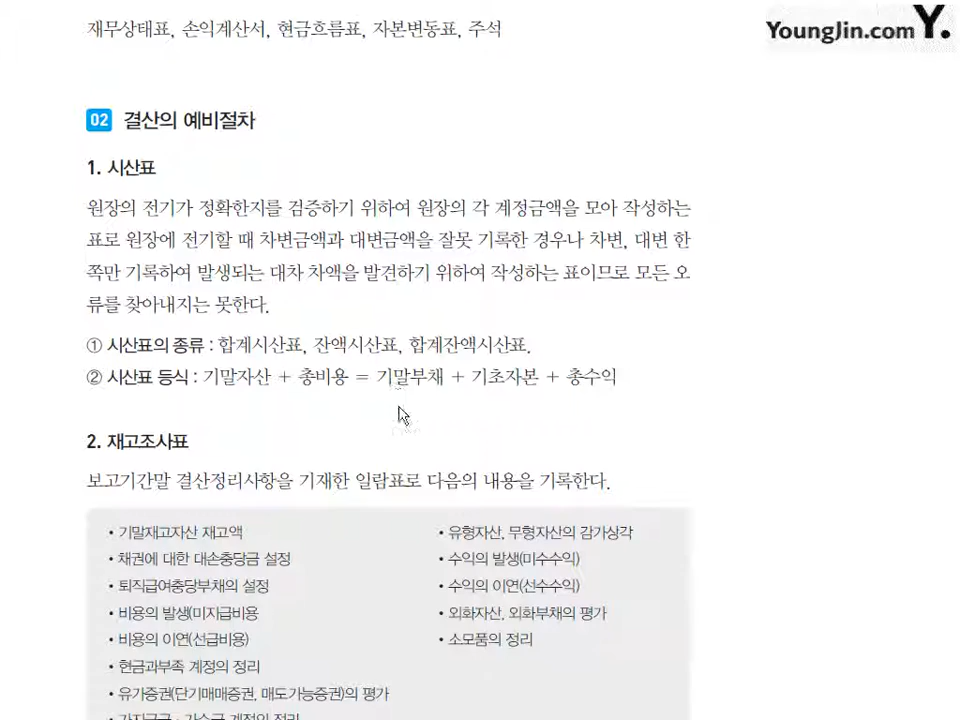 재무상태표, 손익계산서, 현금흐름표, 자본변동표, 주석
YoungJin.com Y.
02 결산의 예비절차
1. 시산표
원장의 전기가 정확한지를 검증하기 위하여 원장의 각 계정금액을 모아 작성하는
표로 원장에 전기할 때 차변금액과 대변금액을 잘못 기록한 경우나 차변, 대변 한
쪽만 기록하여 발생되는 대차 차액을 발견하기 위하여 작성하는 표이므로 모든 오
류를 찾아내지는 못한다.
① 시산표의 종류 : 합계시산표, 잔액시산표, 합계잔액시산표.
② 시산표 등식 : 기말자산 + 총비용 = 기말부채 + 기초자본 + 총수익
2. 재고조사표
보고기간말 결산정리사항을 기재한 일람표로 다음의 내용을 기록한다.
• 기말재고자산 재고액
• 채권에 대한 대손충당금 설정
• 퇴직급여충당부채의 설정
• 비용의 발생(미지급비용
• 비용의 이연(선급비용)
• 현금과부족 계정의 정리
• 유가증권(단기매매증권, 매도가능증권)의 평가
• 가지급금 · 가수금 계정의 정리
• 유형자산, 무형자산의 감가상각
• 수익의 발생(미수수익)
• 수익의 이연(선수수익)
• 외화자산, 외화부채의 평가
• 소모품의 정리